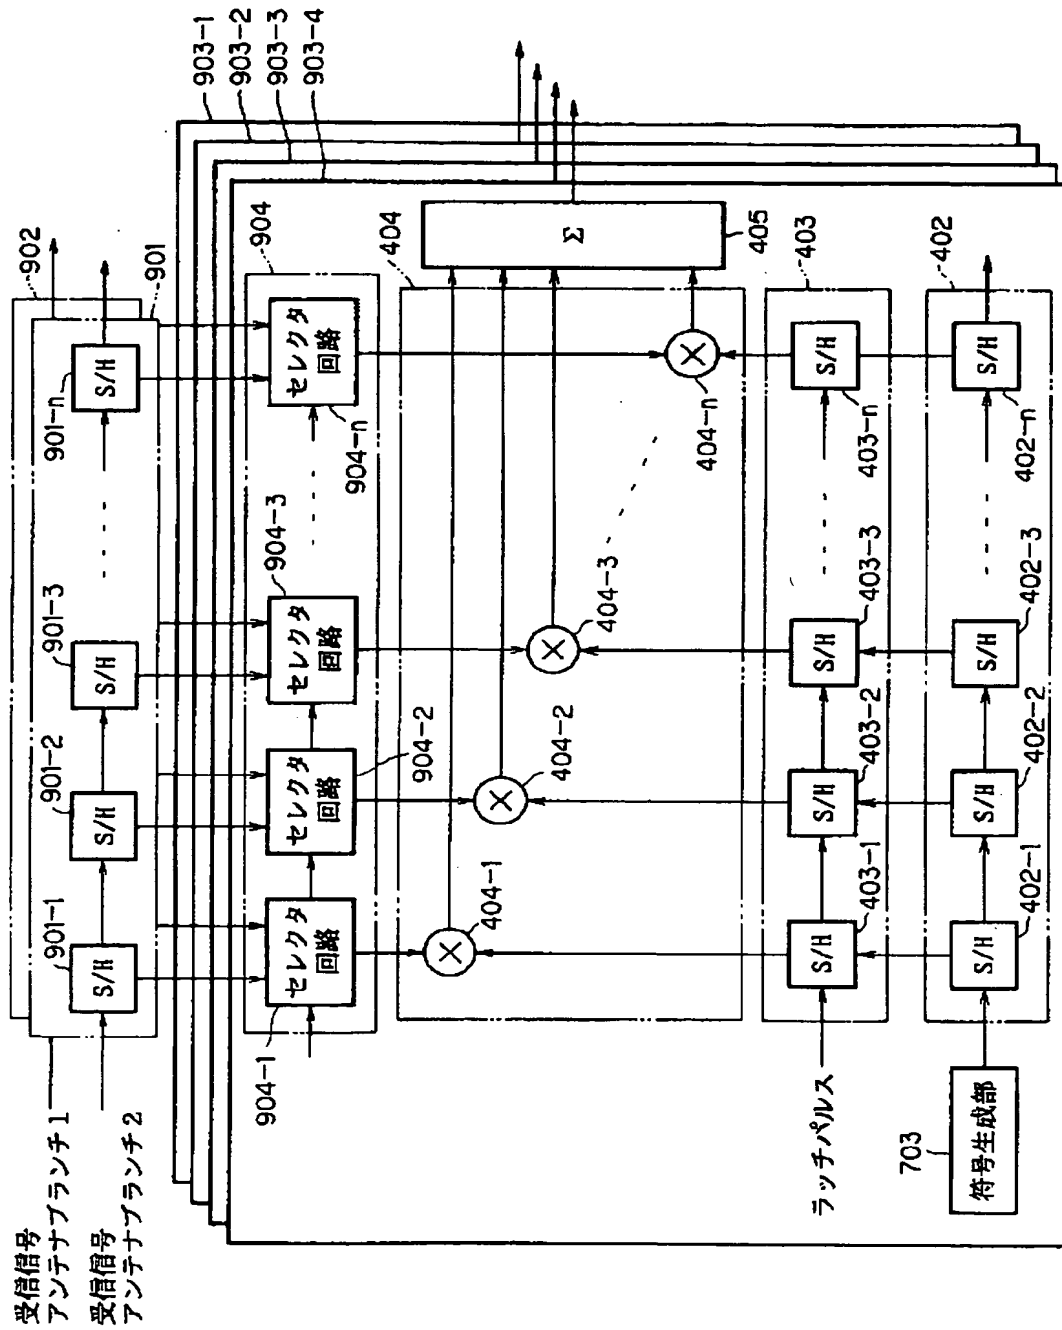 受信信号
アンテナブランチ1
受信信号
アンテナブランチ2
901-1
901-2
901-3
901-n
902
901
S/H
S/H
S/H
S/H
903-1
903-2
903-3
903-4
904-1
904-2
904-3
904-n
904
セレクタ
回路
セレクタ
回路
セレクタ
回路
セレクタ
回路
404-1
404-2
404-3
404-n
404
Σ
405
ラッチパルス
S/H
S/H
S/H
S/H
403-1
403-2
403-3
403-n
403
703
符号生成部
S/H
S/H
S/H
S/H
402-1
402-2
402-3
402-n
402